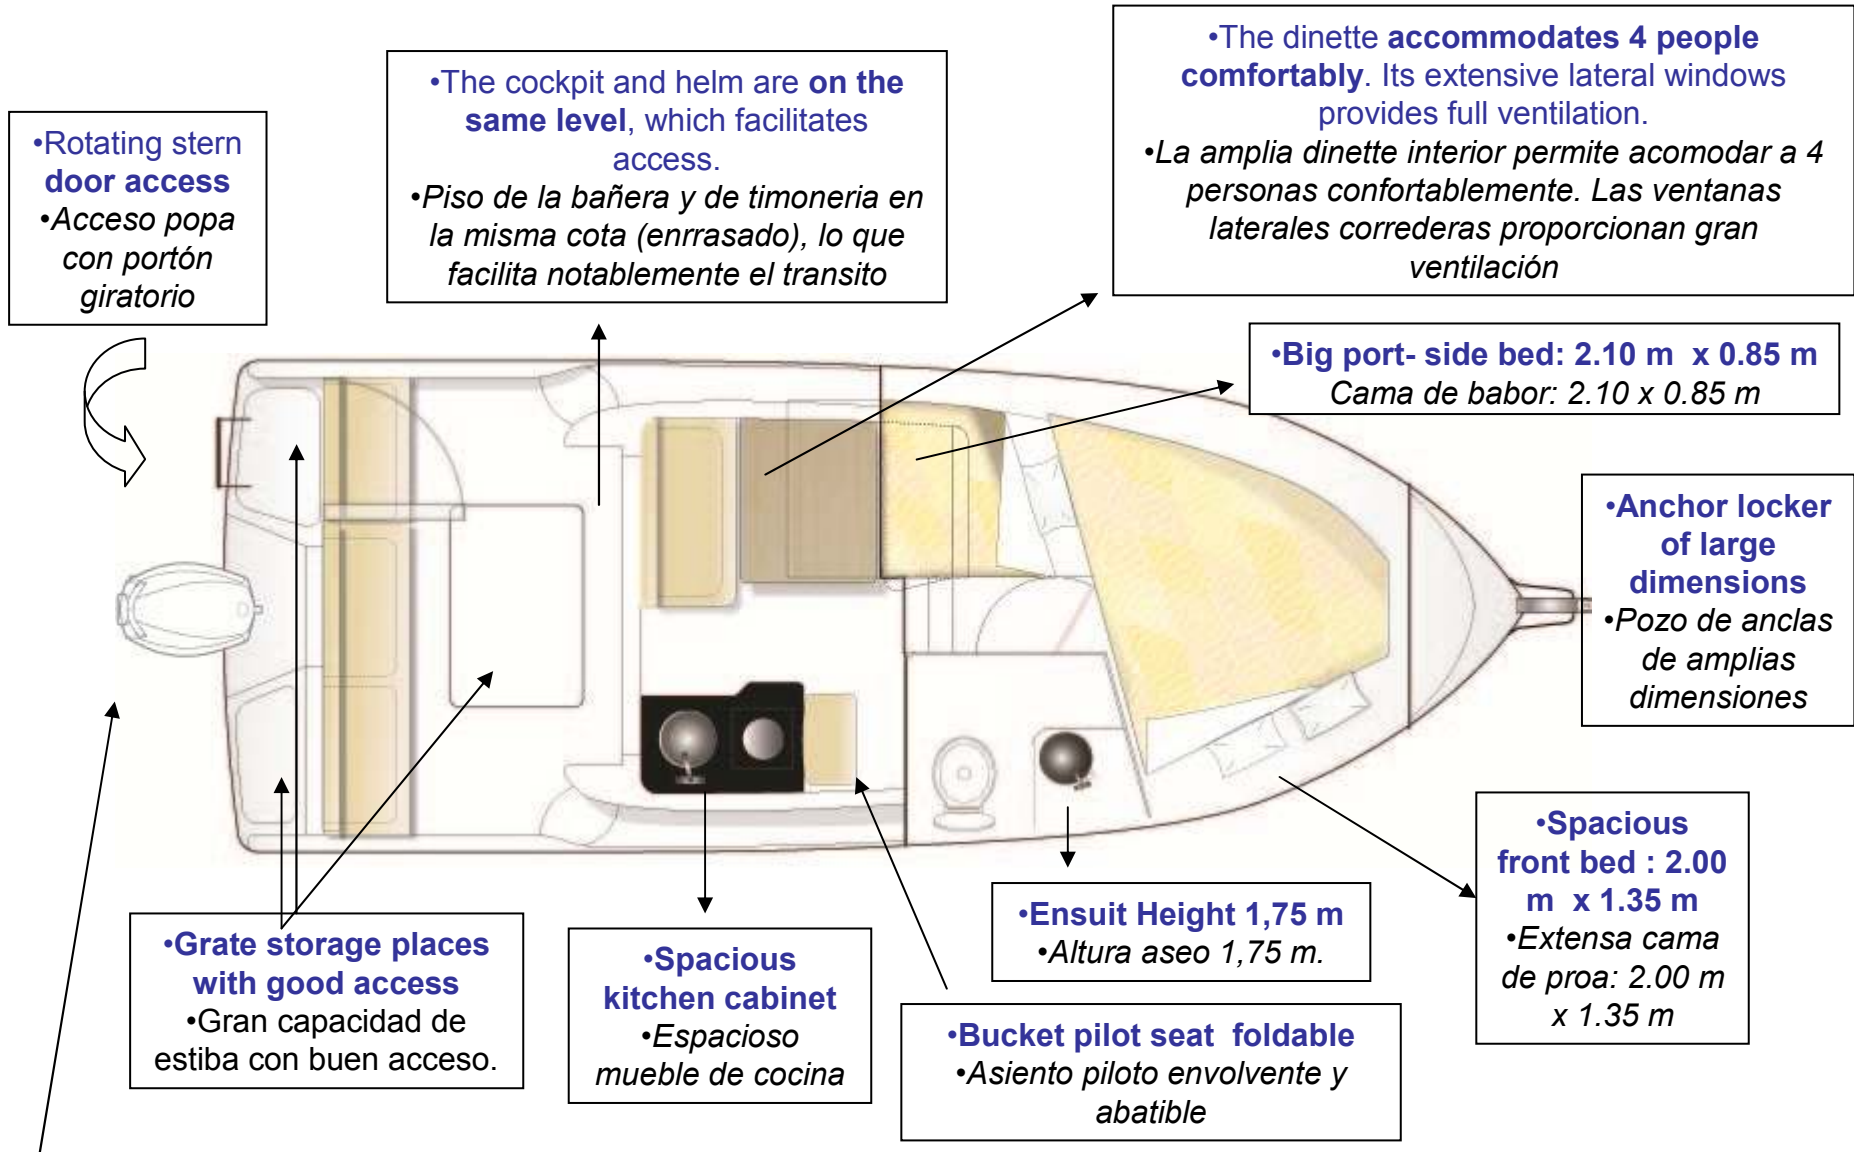 •Rotating stern
door access
•Acceso popa
con portón
giratorio
•The cockpit and helm are on the
same level, which facilitates
access.
•Piso de la bañera y de timoneria en
la misma cota (enrrasado), lo que
facilita notablemente el transito
•The dinette accommodates 4 people
comfortably. Its extensive lateral windows
provides full ventilation.
•La amplia dinette interior permite acomodar a 4
personas confortablemente. Las ventanas
laterales correderas proporcionan gran
ventilación
•Big port- side bed: 2.10 m  x 0.85 m
Cama de babor: 2.10 x 0.85 m
•Anchor locker
of large
dimensions
•Pozo de anclas
de amplias
dimensiones
•Spacious
front bed : 2.00
m  x 1.35 m
•Extensa cama
de proa: 2.00 m
x 1.35 m
•Ensuit Height 1,75 m
•Altura aseo 1,75 m.
•Bucket pilot seat  foldable
•Asiento piloto envolvente y
abatible
•Spacious
kitchen cabinet
•Espacioso
mueble de cocina
•Grate storage places
with good access
•Gran capacidad de
estiba con buen acceso.